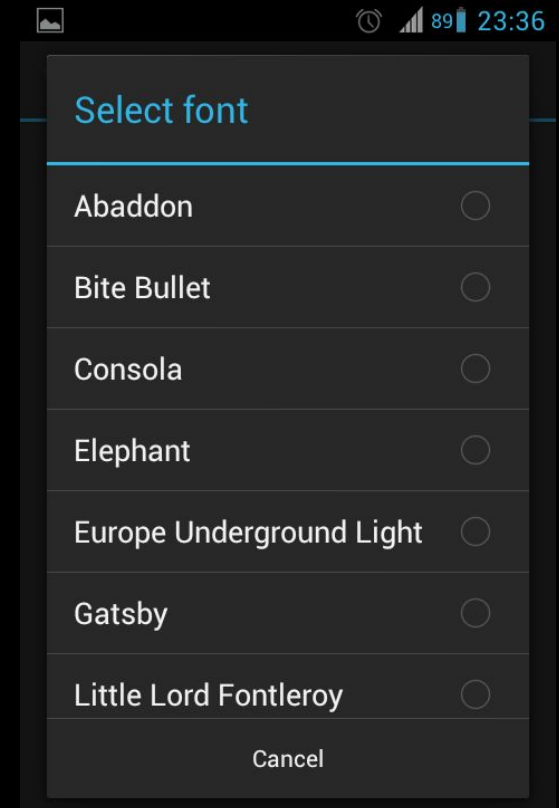 89 23:36
Select font
Abaddon
Bite Bullet
Consola
Elephant
Europe Underground Light
Gatsby
Little Lord Fontleroy
Cancel